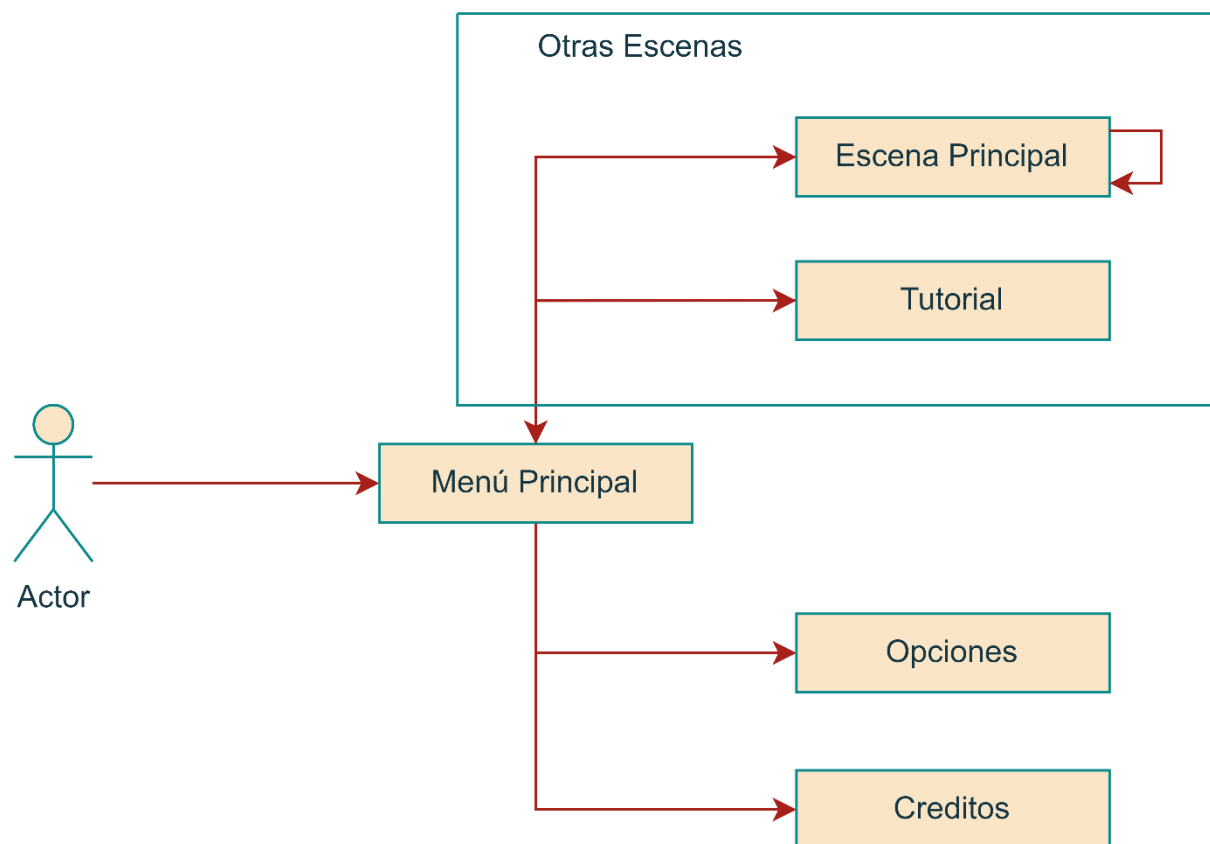 Otras Escenas
Escena Principal
Tutorial
Menú Principal
Actor
Opciones
Creditos